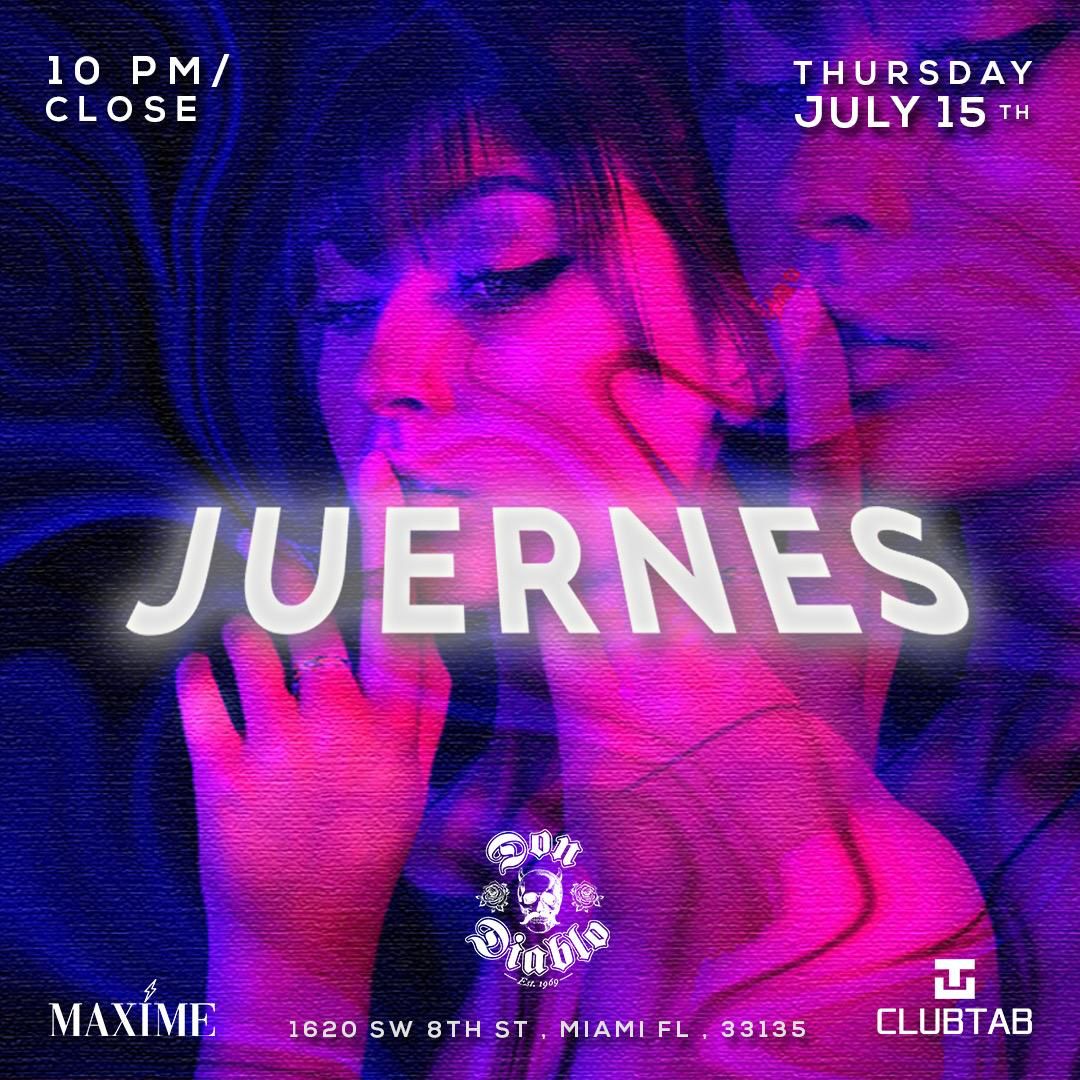 10 PM/
CLOSE
THURSDAY
JULY 15 TH
JUERNES
Don
Diablo
Est. 1969
MAXIME
1620 SW 8TH ST , MIAMI FL , 33135
CLUBTAB